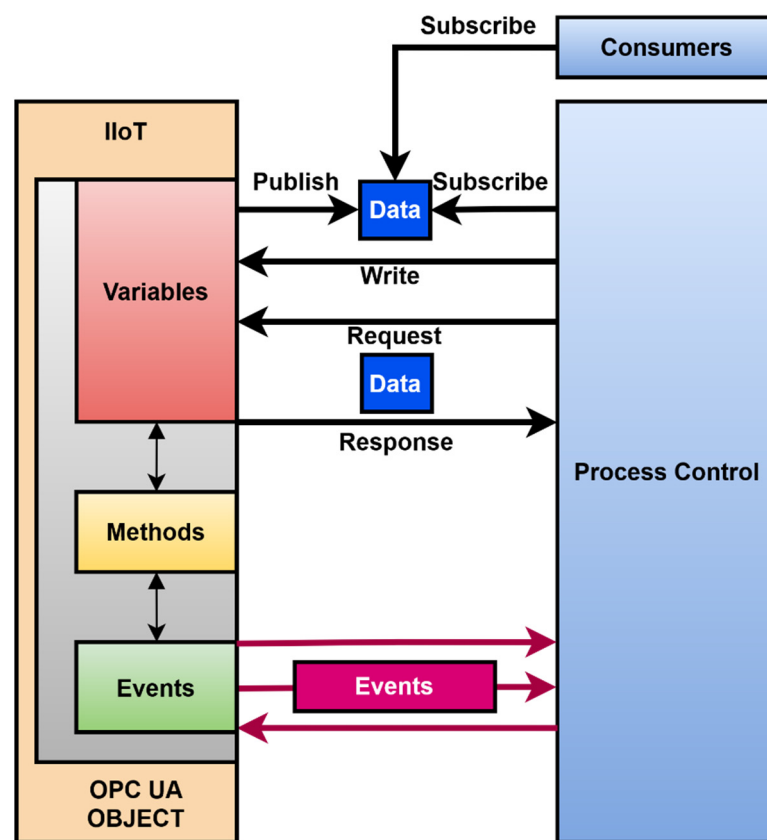 Subscribe
Consumers
IIoT
Publish
Subscribe
Data
Variables
Write
Request
Data
Response
Process Control
Methods
Events
Events
OPC UA
OBJECT